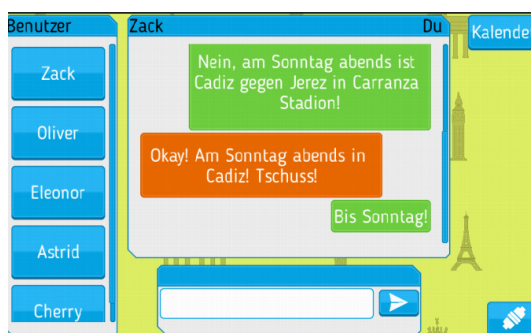 Benutzer
Zack
Oliver
Eleonor
Astrid
Cherry
Zack Du
Nein, am Sonntag abends ist
Cadiz gegen Jerez in Carranza
Stadion!
Okay! Am Sonntag abends in
Cadiz! Tschuss!
Bis Sonntag!
Kalende